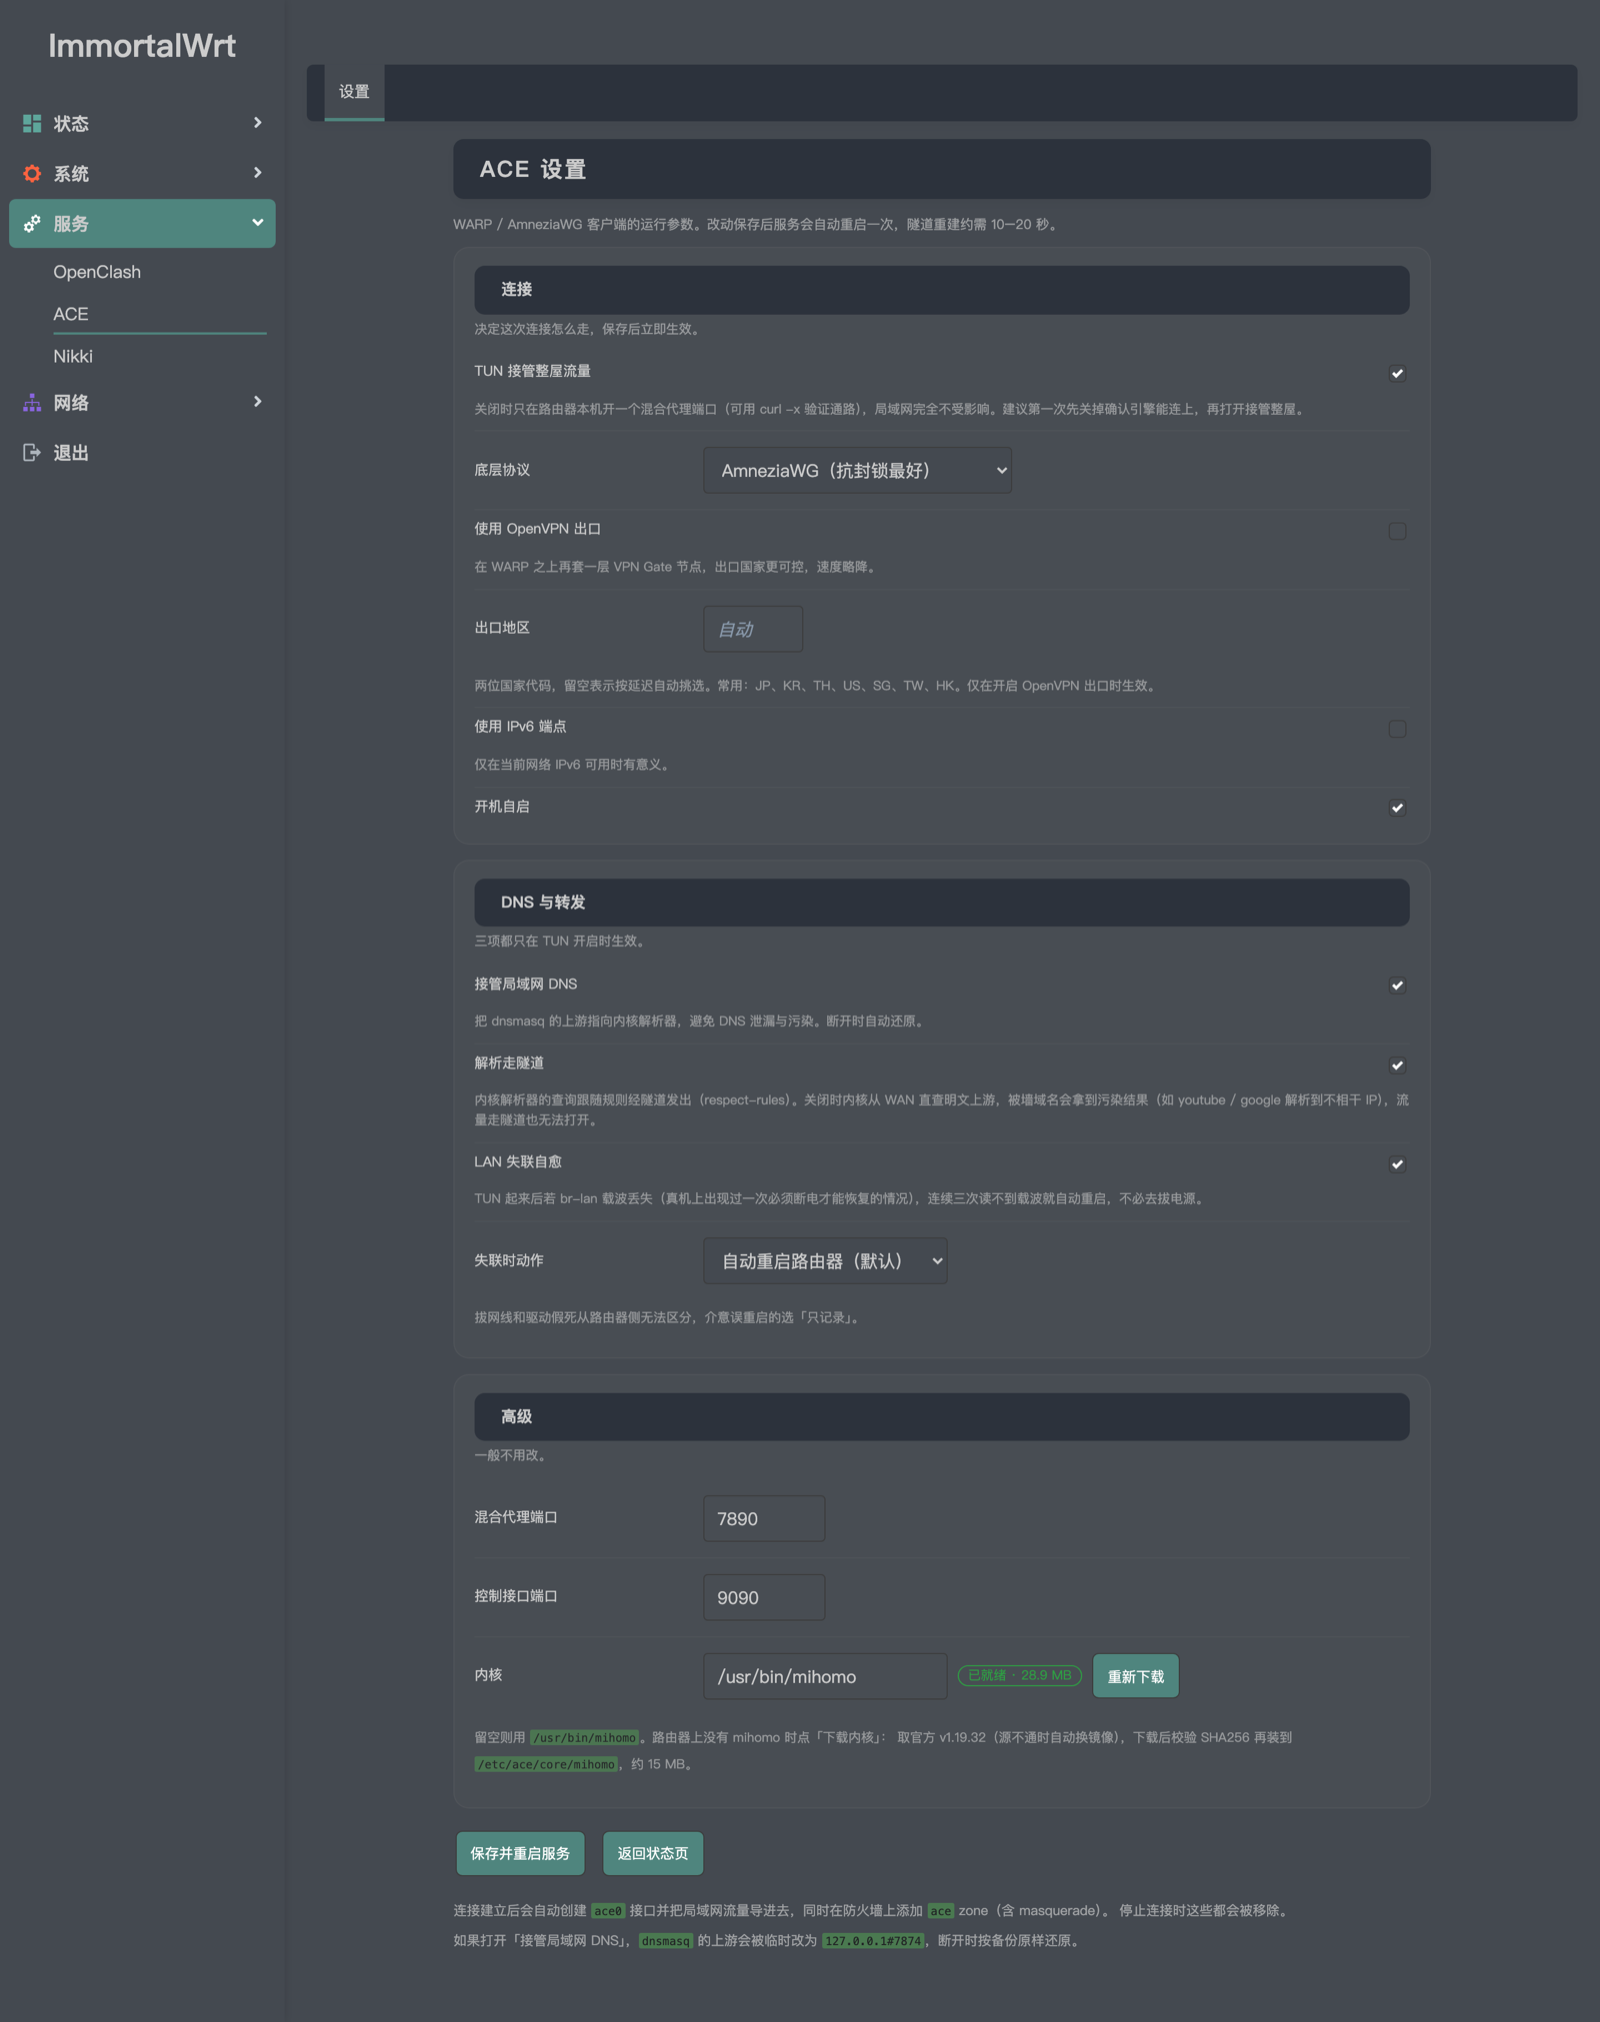 ImmortalWrt
状态
系统
服务
OpenClash
ACE
Nikki
网络
退出
设置
ACE 设置
WARP / AmneziaWG 客户端的运行参数。改动保存后服务会自动重启一次，隧道重建约需 10–20 秒。
连接
决定这次连接怎么走，保存后立即生效。
TUN 接管整屋流量
关闭时只在路由器本机开一个混合代理端口（可用 curl -x 验证通路），局域网完全不受影响。建议第一次先关掉确认引擎能连上，再打开接管整屋。
底层协议
AmneziaWG（抗封锁最好）
使用 OpenVPN 出口
在 WARP 之上再套一层 VPN Gate 节点，出口国家更可控，速度略降。
出口地区
自动
两位国家代码，留空表示按延迟自动挑选。常用：JP、KR、TH、US、SG、TW、HK。仅在开启 OpenVPN 出口时生效。
使用 IPv6 端点
仅在当前网络 IPv6 可用时有意义。
开机自启
DNS 与转发
三项都只在 TUN 开启时生效。
接管局域网 DNS
把 dnsmasq 的上游指向内核解析器，避免 DNS 泄漏与污染。断开时自动还原。
解析走隧道
内核解析器的查询跟随规则经隧道发出（respect-rules）。关闭时内核从 WAN 直查明文上游，被墙域名会拿到污染结果（如 youtube / google 解析到不相干 IP），流
量走隧道也无法打开。
LAN 失联自愈
TUN 起来后若 br-lan 载波丢失（真机上出现过一次必须断电才能恢复的情况），连续三次读不到载波就自动重启，不必去拔电源。
失联时动作
自动重启路由器（默认）
拔网线和驱动假死从路由器侧无法区分，介意误重启的选「只记录」。
高级
一般不用改。
混合代理端口
7890
控制接口端口
9090
内核
/usr/bin/mihomo
已就绪 · 28.9 MB
重新下载
留空则用 /usr/bin/mihomo。路由器上没有 mihomo 时点「下载内核」： 取官方 v1.19.32（源不通时自动换镜像），下载后校验 SHA256 再装到
/etc/ace/core/mihomo，约 15 MB。
保存并重启服务
返回状态页
连接建立后会自动创建 ace0 接口并把局域网流量导进去，同时在防火墙上添加 ace zone（含 masquerade）。 停止连接时这些都会被移除。
如果打开「接管局域网 DNS」，dnsmasq 的上游会被临时改为 127.0.0.1#7874，断开时按备份原样还原。